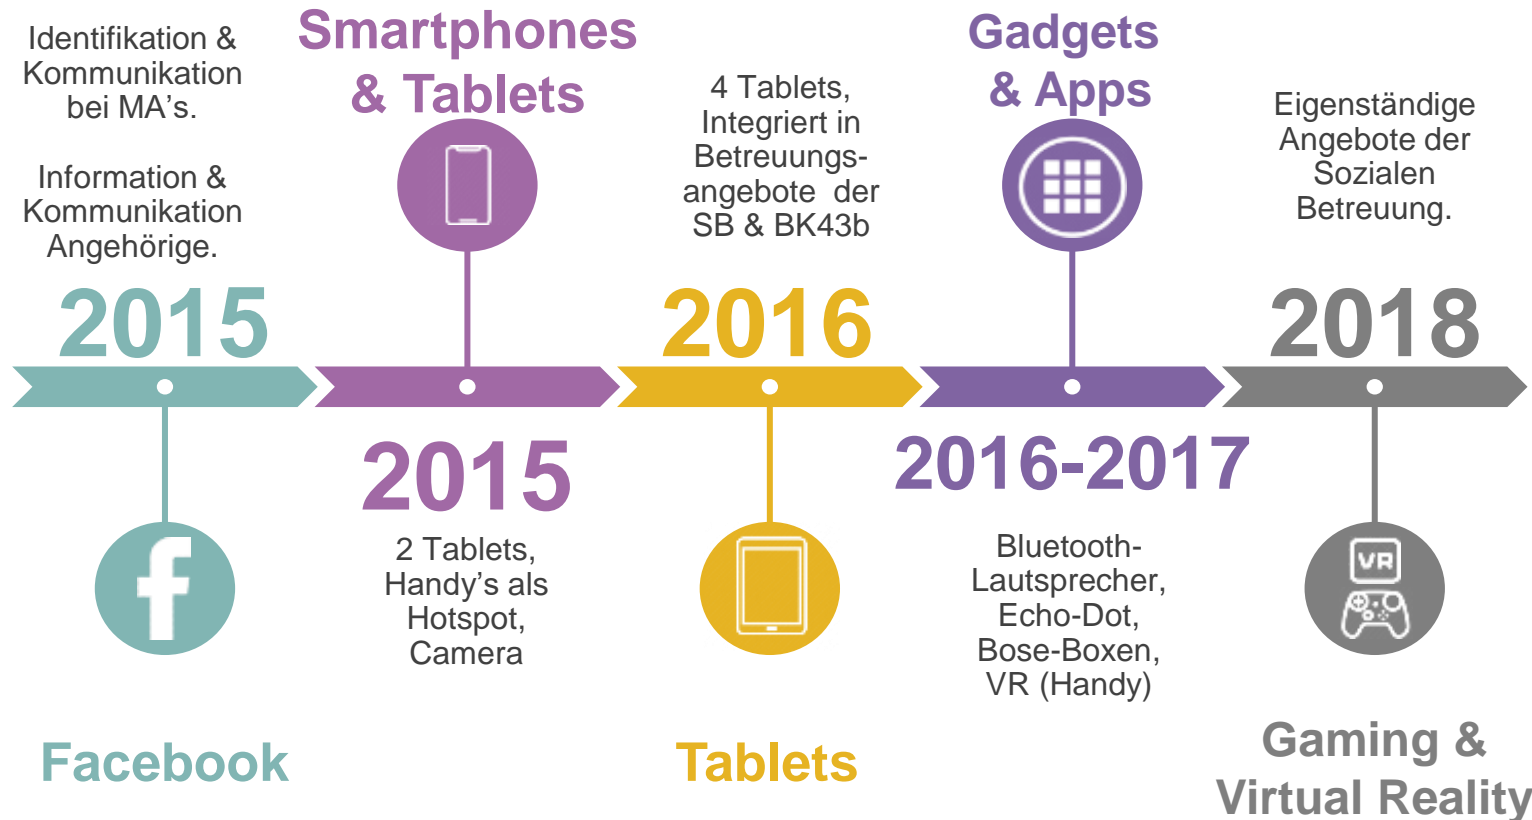 Identifikation &
Kommunikation
bei MA’s.
Information &
Kommunikation
Angehörige.
2015
Facebook
Smartphones
& Tablets
2015
2 Tablets,
Handy’s als
Hotspot,
Camera
4 Tablets,
Integriert in
Betreuungs-
angebote der
SB & BK43b
2016
Tablets
Gadgets
& Apps
2016-2017
Bluetooth-
Lautsprecher,
Echo-Dot,
Bose-Boxen,
VR (Handy)
Eigenständige
Angebote der
Sozialen
Betreuung.
2018
VR
Gaming &
Virtual Reality